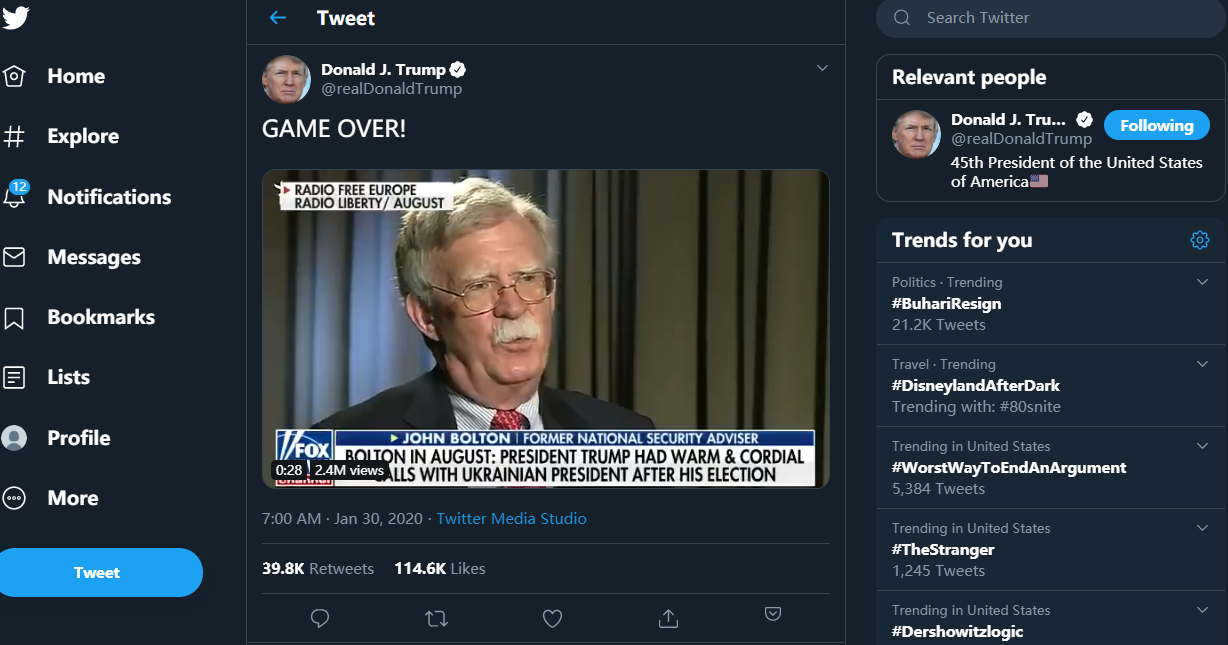 Home
Explore
12
Notifications
Messages
Bookmarks
Lists
Profile
More
Tweet
Tweet
Donald J. Trump
@realDonaldTrump
GAME OVER!
RADIO FREE EUROPE
RADIO LIBERTY/ AUGUST
JOHN BOLTON | FORMER NATIONAL SECURITY ADVISER
FOX
BOLTON IN AUGUST: PRESIDENT TRUMP HAD WARM & CORDIAL
CALLS WITH UKRAINIAN PRESIDENT AFTER HIS ELECTION
0:28 2.4M views
7:00 AM · Jan 30, 2020 · Twitter Media Studio
39.8K Retweets 114.6K Likes
Search Twitter
Relevant people
Donald J. Tru...
@realDonaldTrump
Following
45th President of the United States
of America
Trends for you
Politics · Trending
#BuhariResign
21.2K Tweets
Travel · Trending
#DisneylandAfterDark
Trending with: #80snite
Trending in United States
#WorstWayToEndAnArgument
5,384 Tweets
Trending in United States
#TheStranger
1,245 Tweets
Trending in United States
#Dershowitzlogic